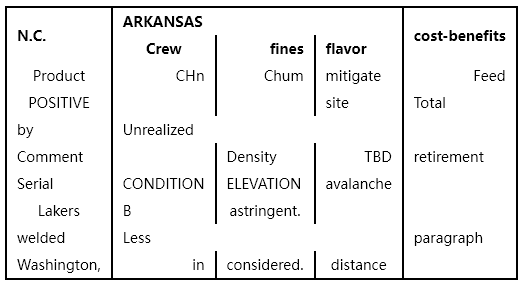 N.C. ARKANSAS cost-benefits
Crew fines flavor
Product CHn Chum mitigate Feed
POSITIVE site Total
by Unrealized
Comment Density TBD retirement
Serial CONDITION ELEVATION avalanche
Lakers B astringent.
welded Less paragraph
Washington, in considered. distance